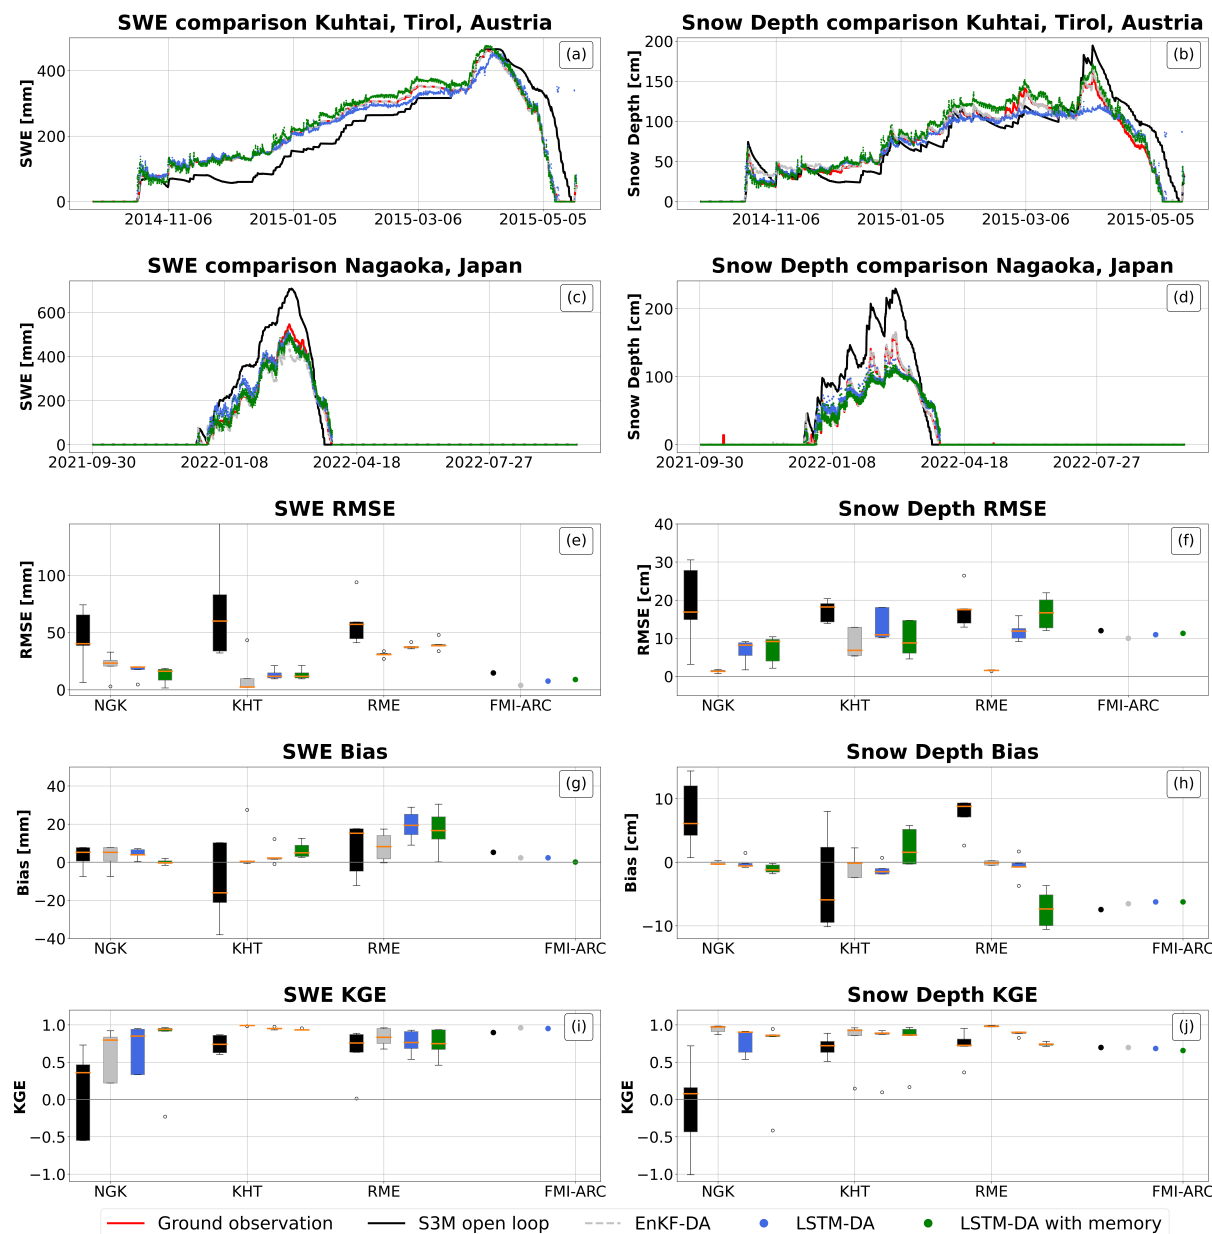 SWE comparison Kuhtai, Tirol, Austria
Snow Depth comparison Kuhtai, Tirol, Austria
(a)
(b)
SWE [mm]
400
200
0
2014-11-06 2015-01-05 2015-03-06 2015-05-05
Snow Depth [cm]
200
150
100
50
0
2014-11-06 2015-01-05 2015-03-06 2015-05-05
SWE comparison Nagaoka, Japan
Snow Depth comparison Nagaoka, Japan
(c)
(d)
SWE [mm]
600
400
200
0
2021-09-30 2022-01-08 2022-04-18 2022-07-27
Snow Depth [cm]
200
100
0
2021-09-30 2022-01-08 2022-04-18 2022-07-27
SWE RMSE
Snow Depth RMSE
(e)
(f)
RMSE [mm]
100
50
0
NGK KHT RME FMI-ARC
RMSE [cm]
40
30
20
10
0
NGK KHT RME FMI-ARC
SWE Bias
Snow Depth Bias
(g)
(h)
Bias [mm]
40
20
0
−20
−40
NGK KHT RME FMI-ARC
Bias [cm]
10
0
−10
NGK KHT RME FMI-ARC
SWE KGE
Snow Depth KGE
(i)
(j)
KGE
1.0
0.5
0.0
−0.5
−1.0
NGK KHT RME FMI-ARC
KGE
1.0
0.5
0.0
−0.5
−1.0
NGK KHT RME FMI-ARC
Ground observation S3M open loop EnKF-DA LSTM-DA LSTM-DA with memory